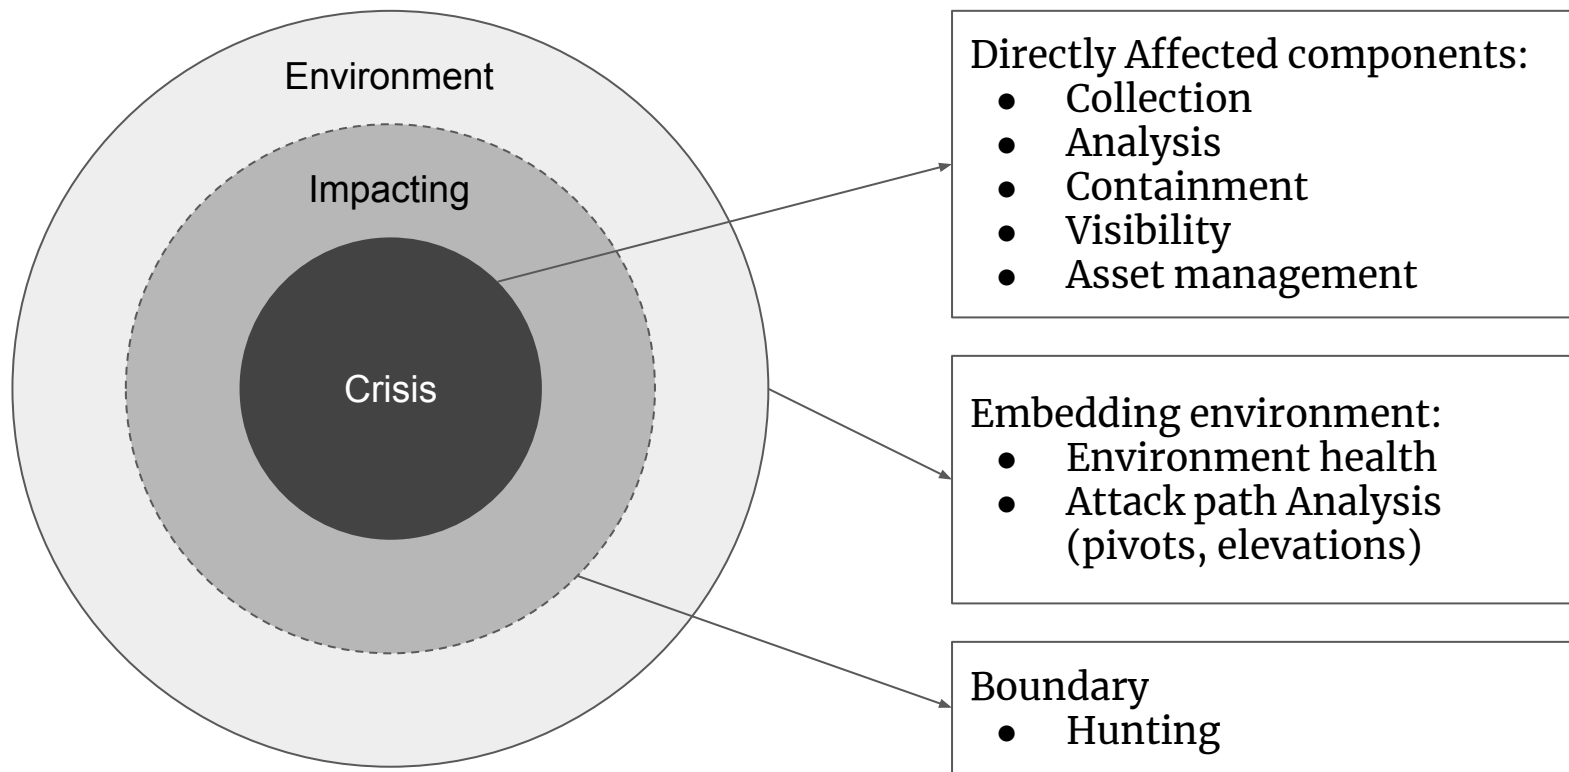 Environment
Impacting
Crisis
Directly Affected components:
● Collection
● Analysis
● Containment
● Visibility
● Asset management
Embedding environment:
● Environment health
● Attack path Analysis
(pivots, elevations)
Boundary
● Hunting